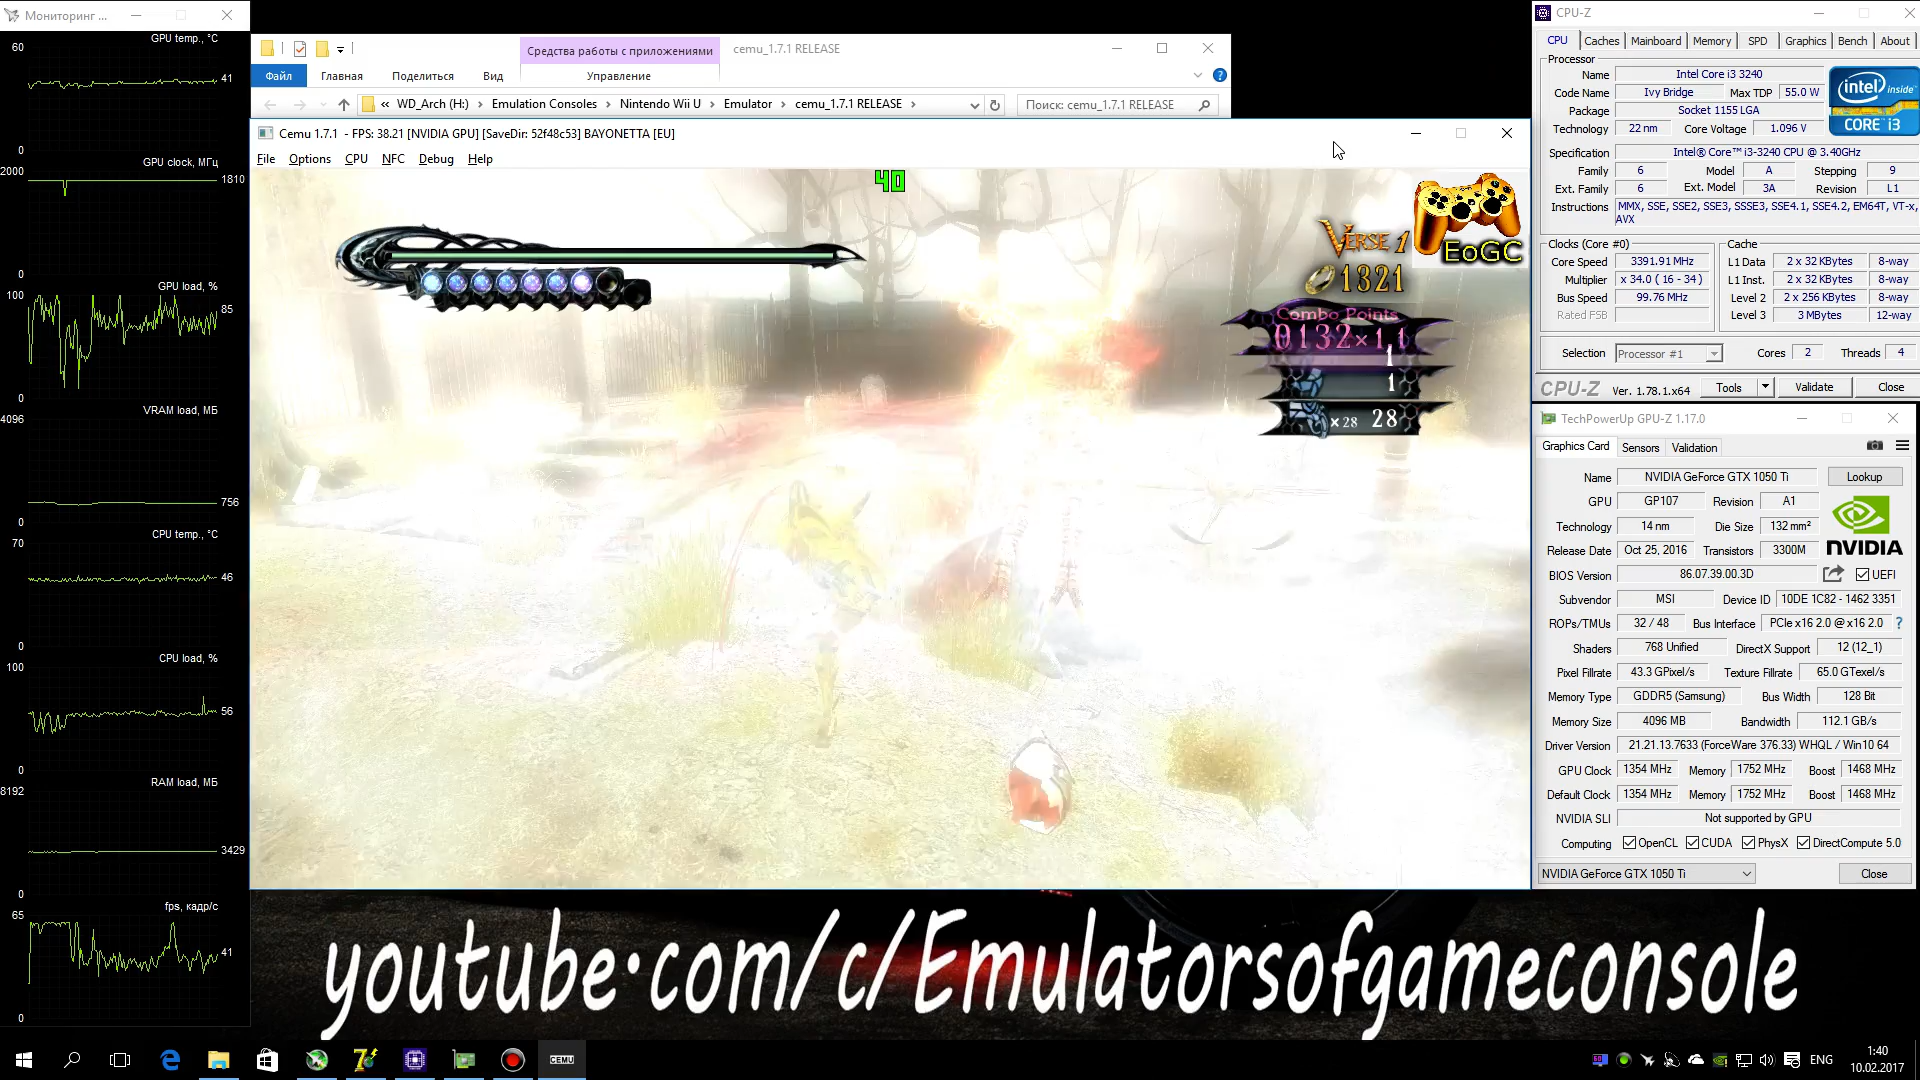 Мониторинг ...
GPU temp., °C
60
41
0
GPU clock, МГц
2000
1810
0
GPU load, %
100
85
0
VRAM load, МБ
4096
756
0
CPU temp., °C
70
46
0
CPU load, %
100
56
0
RAM load, МБ
8192
3429
0
fps, кадр/с
65
41
0
Средства работы с приложениями
cemu_1.7.1 RELEASE
Файл
Главная
Поделиться
Вид
Управление
« WD_Arch (H:) › Emulation Consoles › Nintendo Wii U › Emulator › cemu_1.7.1 RELEASE ›
Поиск: cemu_1.7.1 RELEASE
Cemu 1.7.1 - FPS: 38.21 [NVIDIA GPU] [SaveDir: 52f48c53] BAYONETTA [EU]
File Options CPU NFC Debug Help
40
VERSE 1
1321
Combo Points
0132×1.1
1
1
×28 28
EoGC
CPU-Z
CPU Caches Mainboard Memory SPD Graphics Bench About
Processor
Name Intel Core i3 3240
Code Name Ivy Bridge Max TDP 55.0 W
Package Socket 1155 LGA
Technology 22 nm Core Voltage 1.096 V
intel inside
CORE i3
Specification Intel® Core™ i3-3240 CPU @ 3.40GHz
Family 6 Model A Stepping 9
Ext. Family 6 Ext. Model 3A Revision L1
Instructions MMX, SSE, SSE2, SSE3, SSSE3, SSE4.1, SSE4.2, EM64T, VT-x,
AVX
Clocks (Core #0)
Core Speed 3391.91 MHz
Multiplier x 34.0 ( 16 - 34 )
Bus Speed 99.76 MHz
Rated FSB
Cache
L1 Data 2 x 32 KBytes 8-way
L1 Inst. 2 x 32 KBytes 8-way
Level 2 2 x 256 KBytes 8-way
Level 3 3 MBytes 12-way
Selection Processor #1 Cores 2 Threads 4
CPU-Z Ver. 1.78.1.x64 Tools Validate Close
TechPowerUp GPU-Z 1.17.0
Graphics Card Sensors Validation
Name NVIDIA GeForce GTX 1050 Ti Lookup
GPU GP107 Revision A1
Technology 14 nm Die Size 132 mm²
Release Date Oct 25, 2016 Transistors 3300M
NVIDIA
BIOS Version 86.07.39.00.3D UEFI
Subvendor MSI Device ID 10DE 1C82 - 1462 3351
ROPs/TMUs 32 / 48 Bus Interface PCIe x16 2.0 @ x16 2.0 ?
Shaders 768 Unified DirectX Support 12 (12_1)
Pixel Fillrate 43.3 GPixel/s Texture Fillrate 65.0 GTexel/s
Memory Type GDDR5 (Samsung) Bus Width 128 Bit
Memory Size 4096 MB Bandwidth 112.1 GB/s
Driver Version 21.21.13.7633 (ForceWare 376.33) WHQL / Win10 64
GPU Clock 1354 MHz Memory 1752 MHz Boost 1468 MHz
Default Clock 1354 MHz Memory 1752 MHz Boost 1468 MHz
NVIDIA SLI Not supported by GPU
Computing OpenCL CUDA PhysX DirectCompute 5.0
NVIDIA GeForce GTX 1050 Ti Close
youtube.com/c/Emulatorsofgameconsole
CEMU
ENG
1:40
10.02.2017